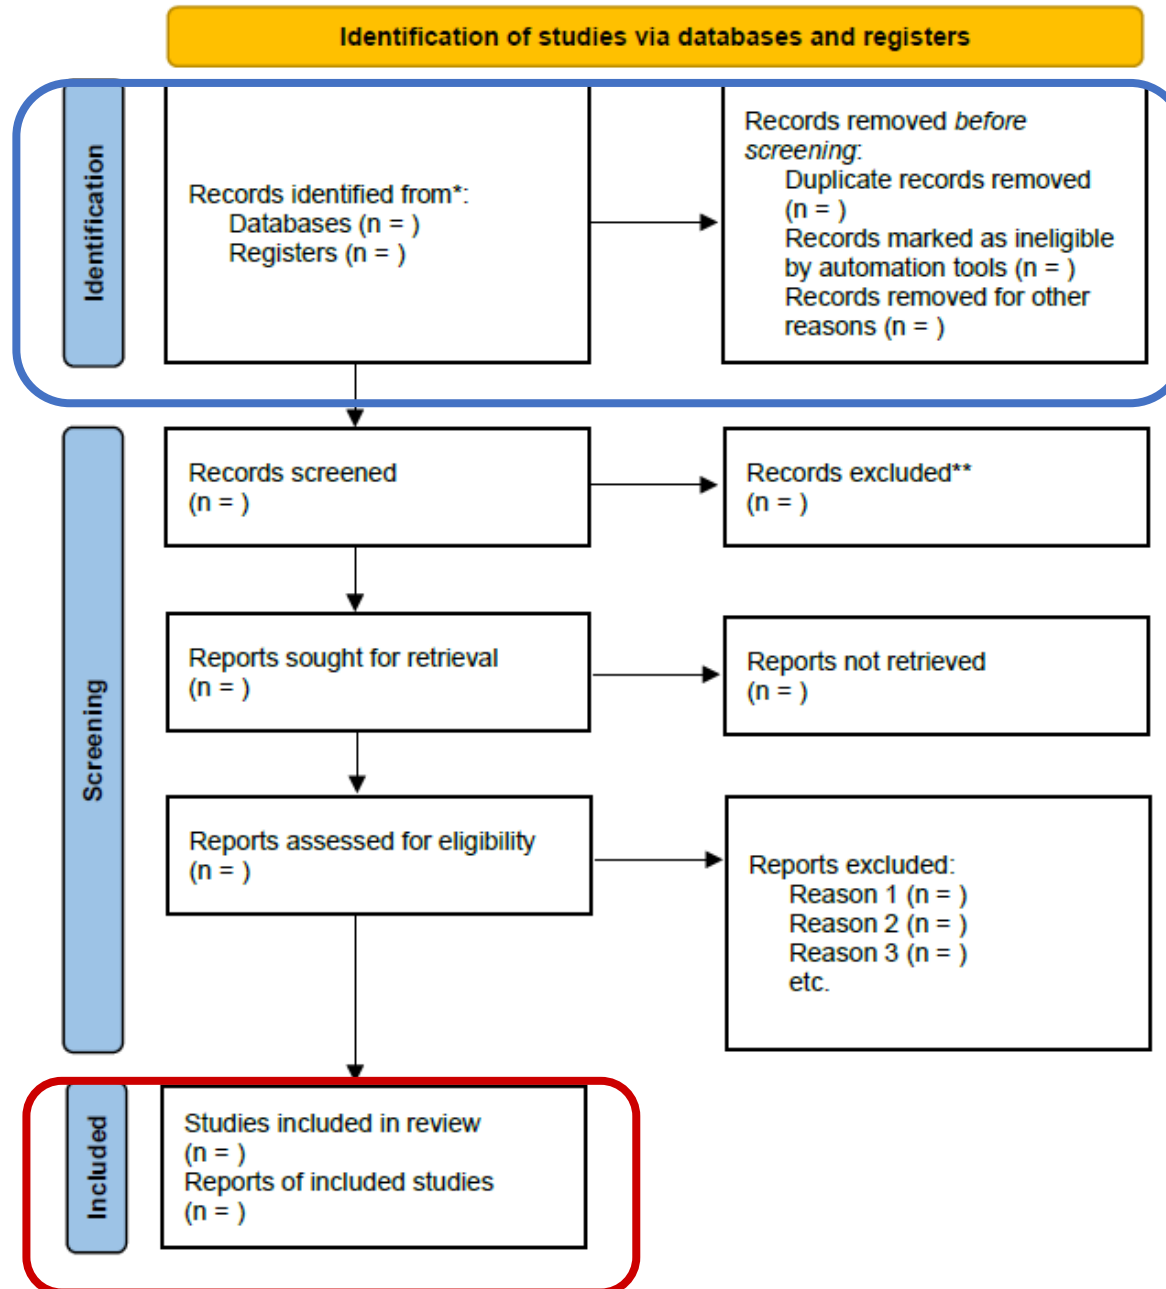 Identification of studies via databases and registers
Identification
Records identified from*:
Databases (n = )
Registers (n = )
Records removed before
screening:
Duplicate records removed
(n = )
Records marked as ineligible
by automation tools (n = )
Records removed for other
reasons (n = )
Screening
Records screened
(n = )
Records excluded**
(n = )
Reports sought for retrieval
(n = )
Reports not retrieved
(n = )
Reports assessed for eligibility
(n = )
Reports excluded:
Reason 1 (n = )
Reason 2 (n = )
Reason 3 (n = )
etc.
Included
Studies included in review
(n = )
Reports of included studies
(n = )